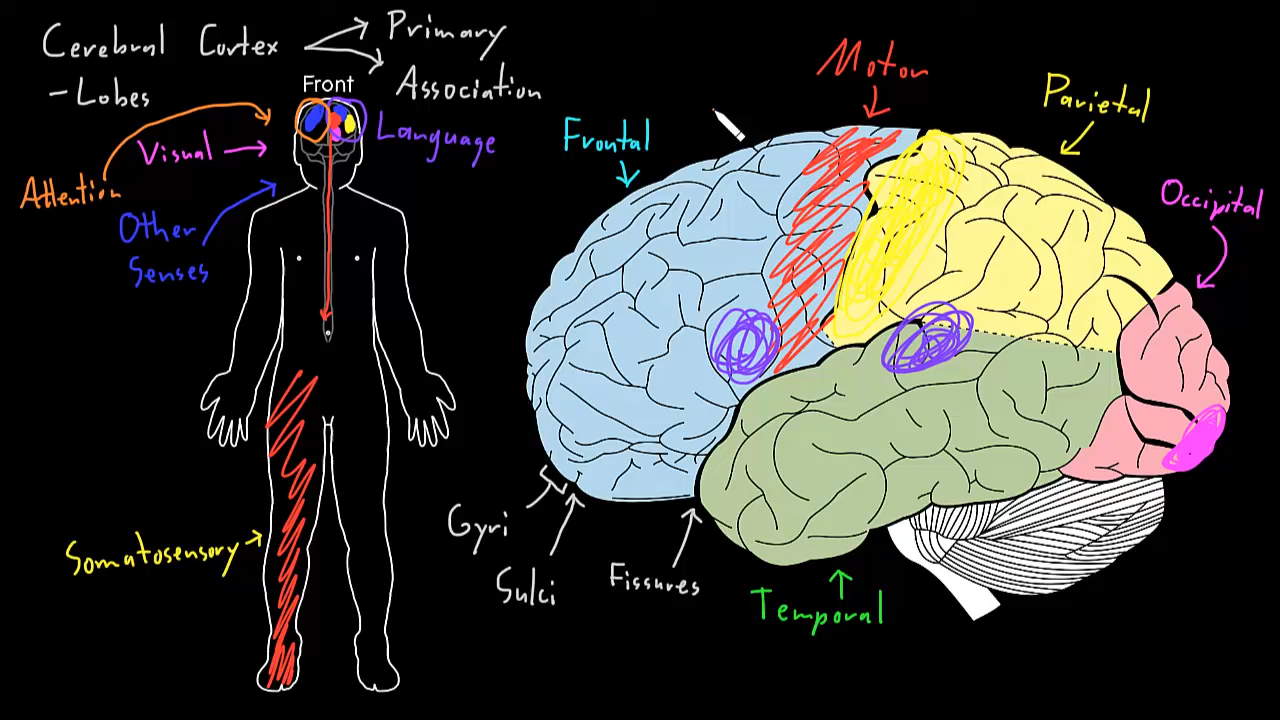 Cerebral Cortex
Primary
Association
- Lobes
Front
Language
Visual
Attention
Other
Senses
Somatosensory
Motor
Frontal
Parietal
Occipital
Gyri
Sulci
Fissures
Temporal